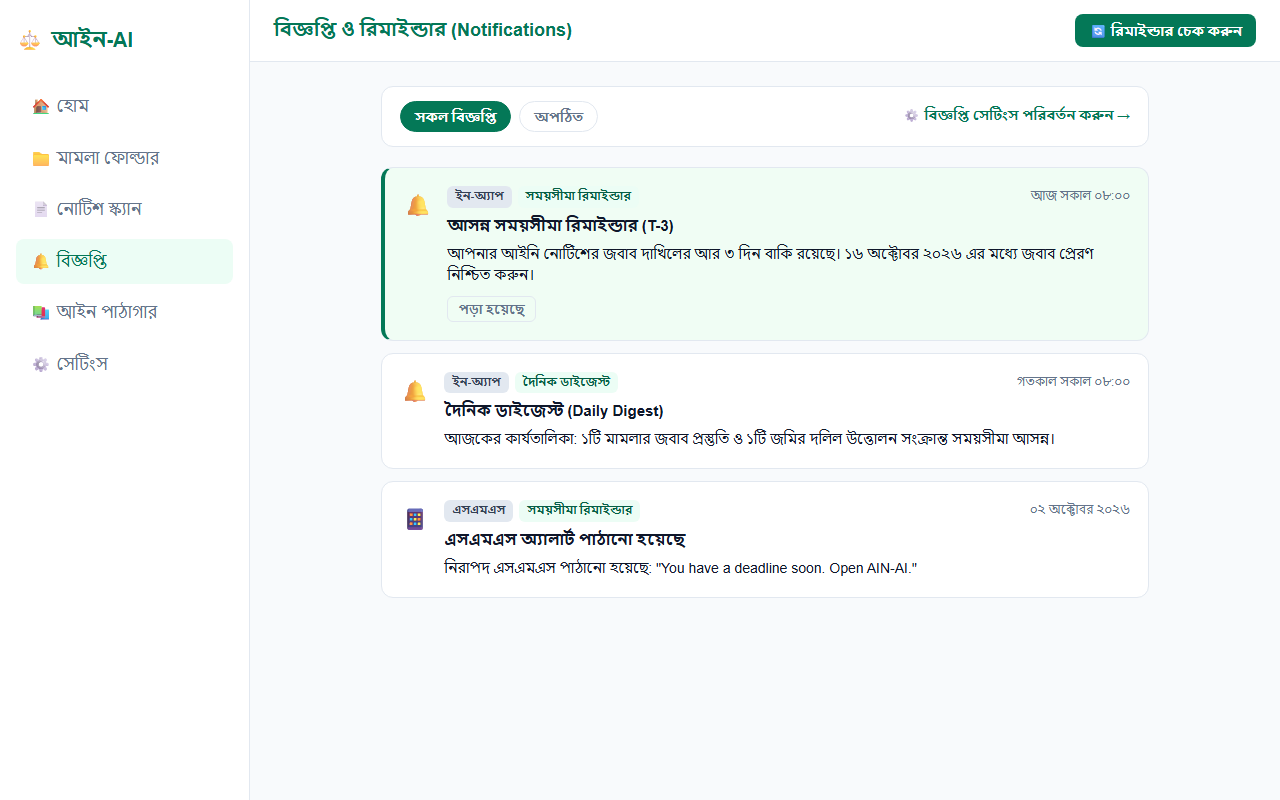 আইন-AI
হোম
মামলা ফোল্ডার
নোটিশ স্ক্যান
বিজ্ঞপ্তি
আইন পাঠাগার
সেটিংস
বিজ্ঞপ্তি ও রিমাইন্ডার (Notifications)
রিমাইন্ডার চেক করুন
সকল বিজ্ঞপ্তি
অপঠিত
বিজ্ঞপ্তি সেটিংস পরিবর্তন করুন →
ইন-অ্যাপ সময়সীমা রিমাইন্ডার আজ সকাল ০৮:০০
আসন্ন সময়সীমা রিমাইন্ডার (T-3)
আপনার আইনি নোটিশের জবাব দাখিলের আর ৩ দিন বাকি রয়েছে। ১৬ অক্টোবর ২০২৬ এর মধ্যে জবাব প্রেরণ
নিশ্চিত করুন।
পড়া হয়েছে
ইন-অ্যাপ দৈনিক ডাইজেস্ট গতকাল সকাল ০৮:০০
দৈনিক ডাইজেস্ট (Daily Digest)
আজকের কার্যতালিকা: ১টি মামলার জবাব প্রস্তুতি ও ১টি জমির দলিল উত্তোলন সংক্রান্ত সময়সীমা আসন্ন।
এসএমএস সময়সীমা রিমাইন্ডার ০২ অক্টোবর ২০২৬
এসএমএস অ্যালার্ট পাঠানো হয়েছে
নিরাপদ এসএমএস পাঠানো হয়েছে: "You have a deadline soon. Open AIN-AI."